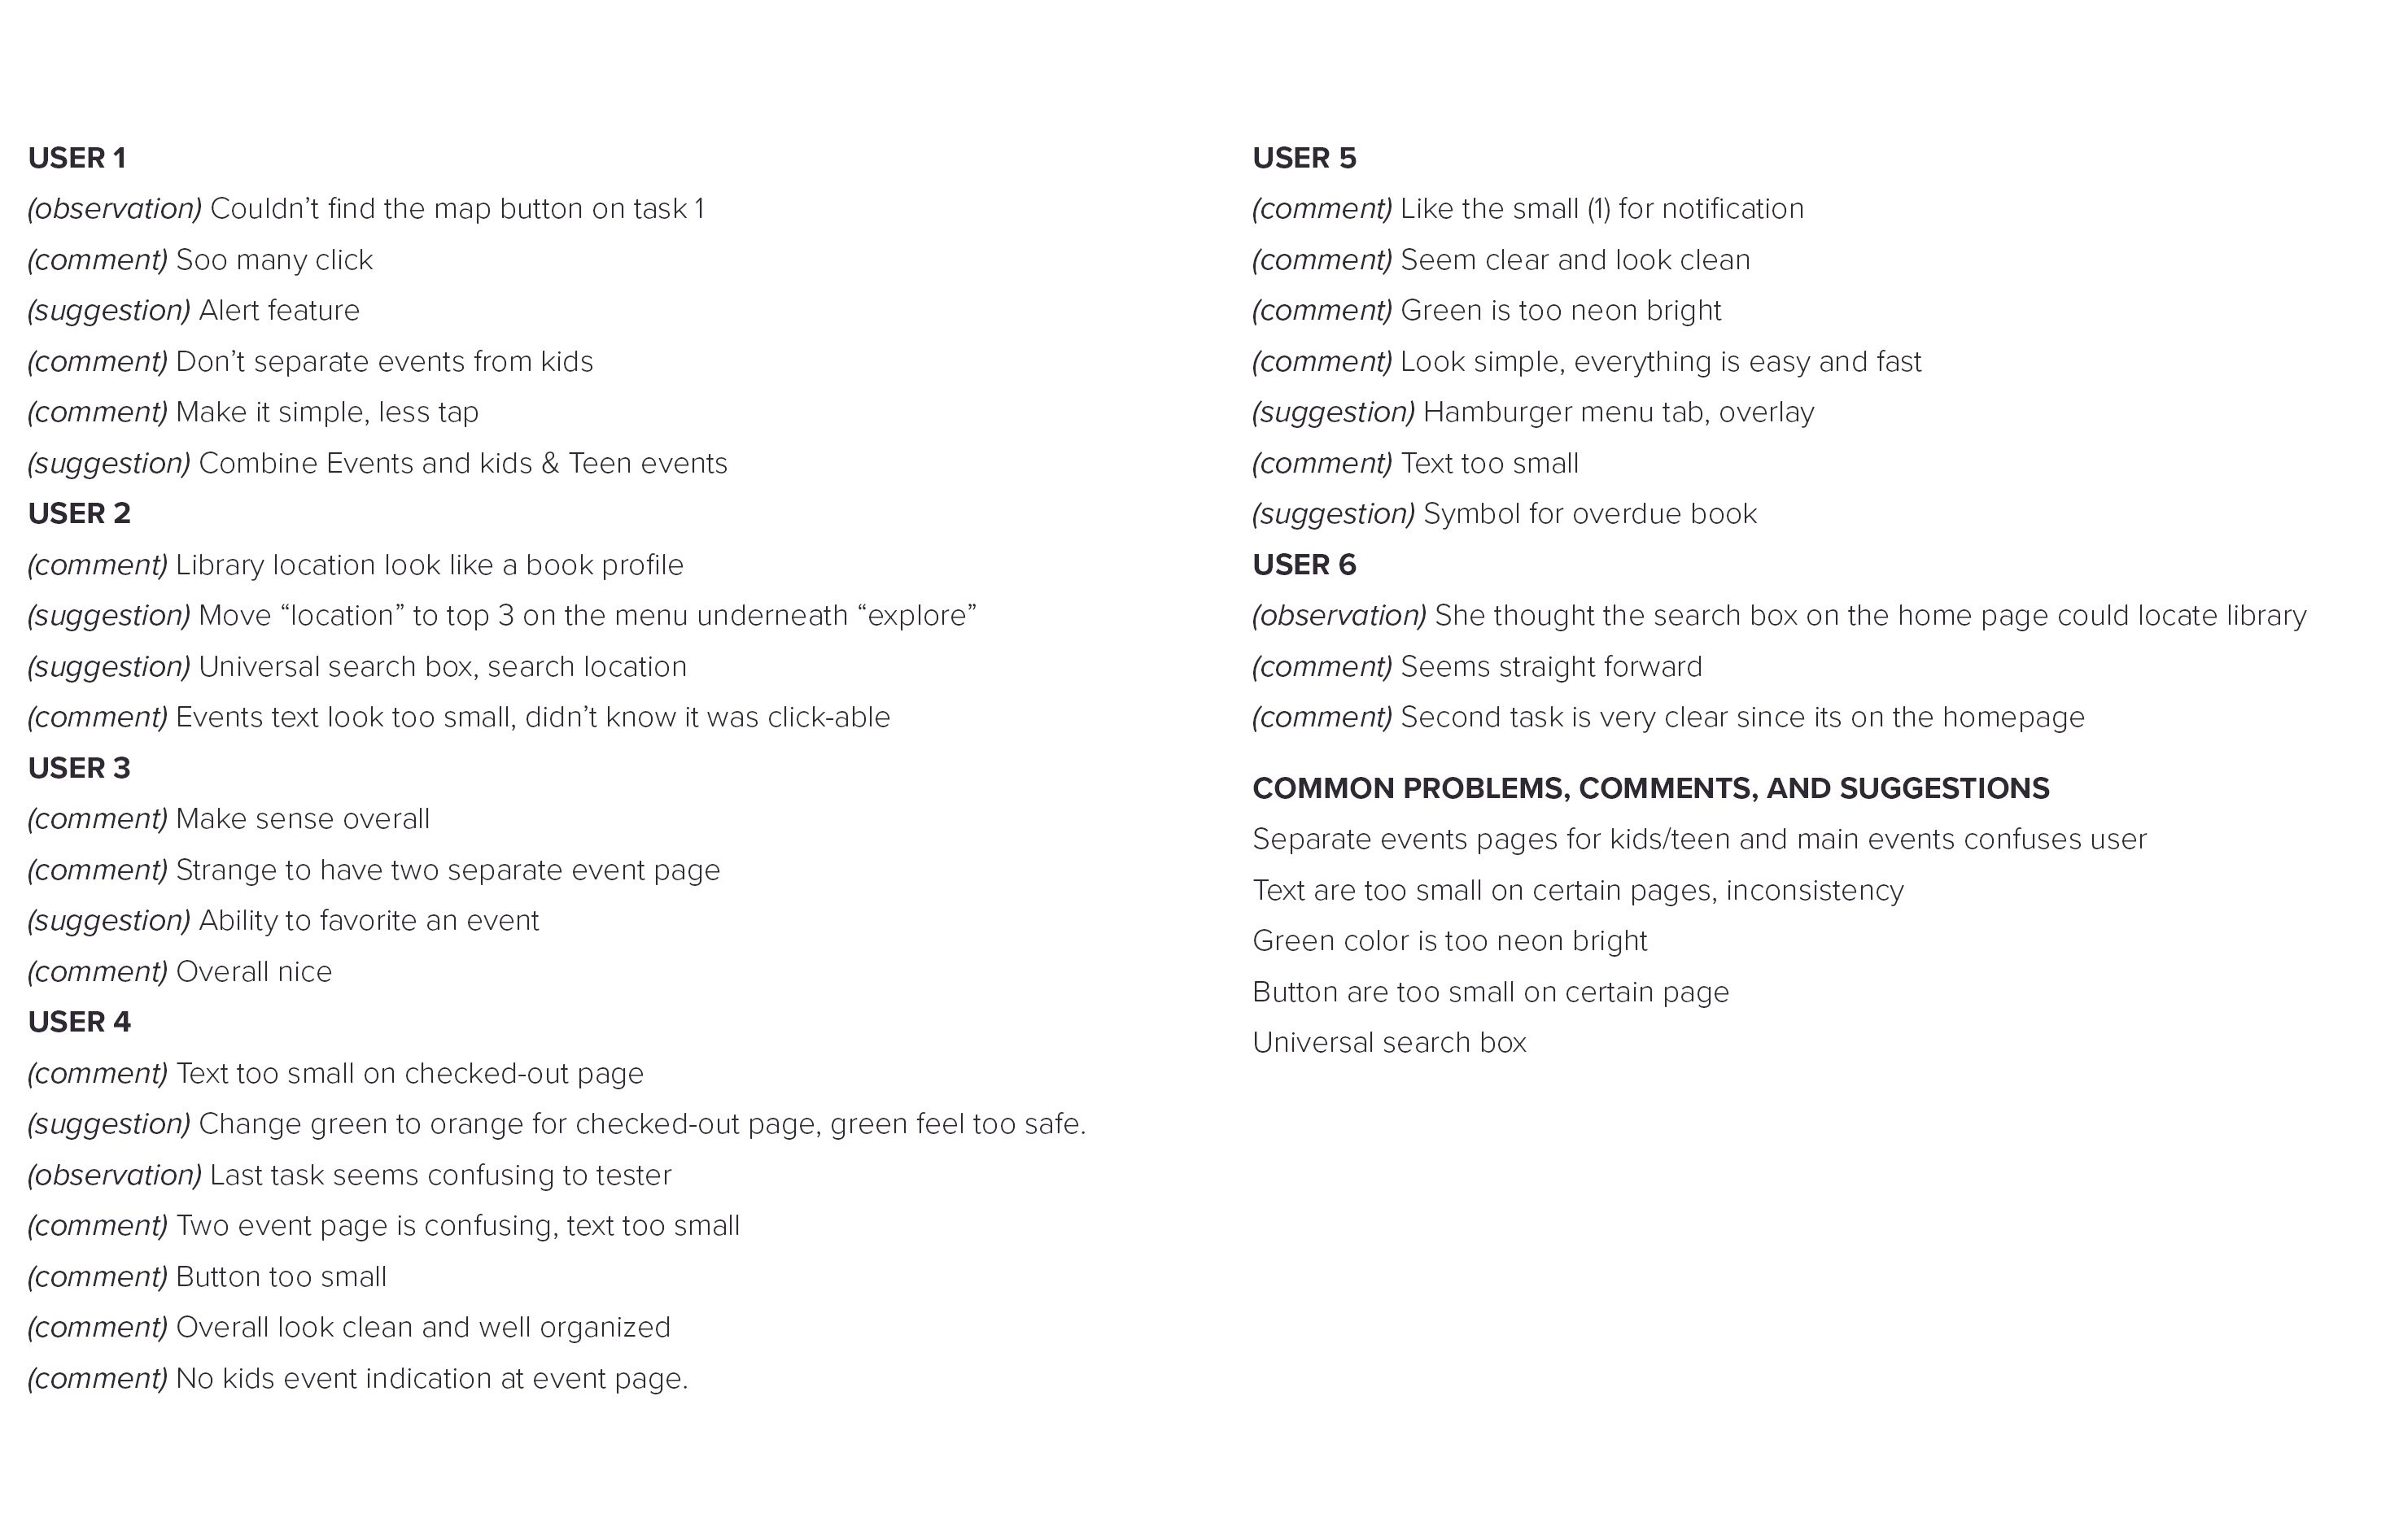 USER 1
(observation) Couldn’t find the map button on task 1
(comment) Soo many click
(suggestion) Alert feature
(comment) Don’t separate events from kids
(comment) Make it simple, less tap
(suggestion) Combine Events and kids & Teen events
USER 2
(comment) Library location look like a book profile
(suggestion) Move “location” to top 3 on the menu underneath “explore”
(suggestion) Universal search box, search location
(comment) Events text look too small, didn’t know it was click-able
USER 3
(comment) Make sense overall
(comment) Strange to have two separate event page
(suggestion) Ability to favorite an event
(comment) Overall nice
USER 4
(comment) Text too small on checked-out page
(suggestion) Change green to orange for checked-out page, green feel too safe.
(observation) Last task seems confusing to tester
(comment) Two event page is confusing, text too small
(comment) Button too small
(comment) Overall look clean and well organized
(comment) No kids event indication at event page.
USER 5
(comment) Like the small (1) for notification
(comment) Seem clear and look clean
(comment) Green is too neon bright
(comment) Look simple, everything is easy and fast
(suggestion) Hamburger menu tab, overlay
(comment) Text too small
(suggestion) Symbol for overdue book
USER 6
(observation) She thought the search box on the home page could locate library
(comment) Seems straight forward
(comment) Second task is very clear since its on the homepage
COMMON PROBLEMS, COMMENTS, AND SUGGESTIONS
Separate events pages for kids/teen and main events confuses user
Text are too small on certain pages, inconsistency
Green color is too neon bright
Button are too small on certain page
Universal search box